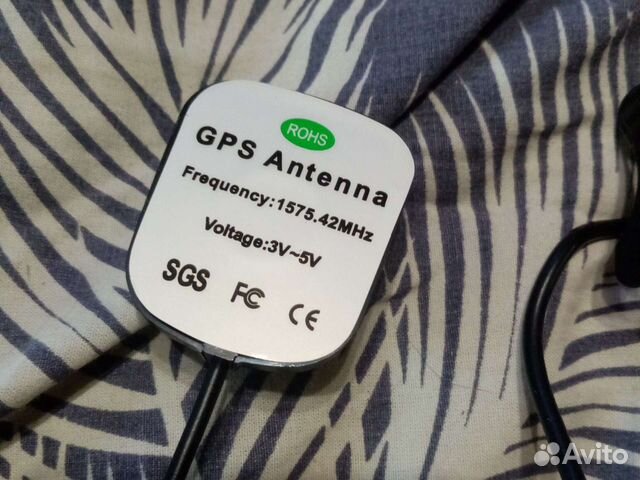 ROHS
GPS Antenna
Frequency:1575.42MHz
Voltage:3V~5V
SGS FC CE
Avito